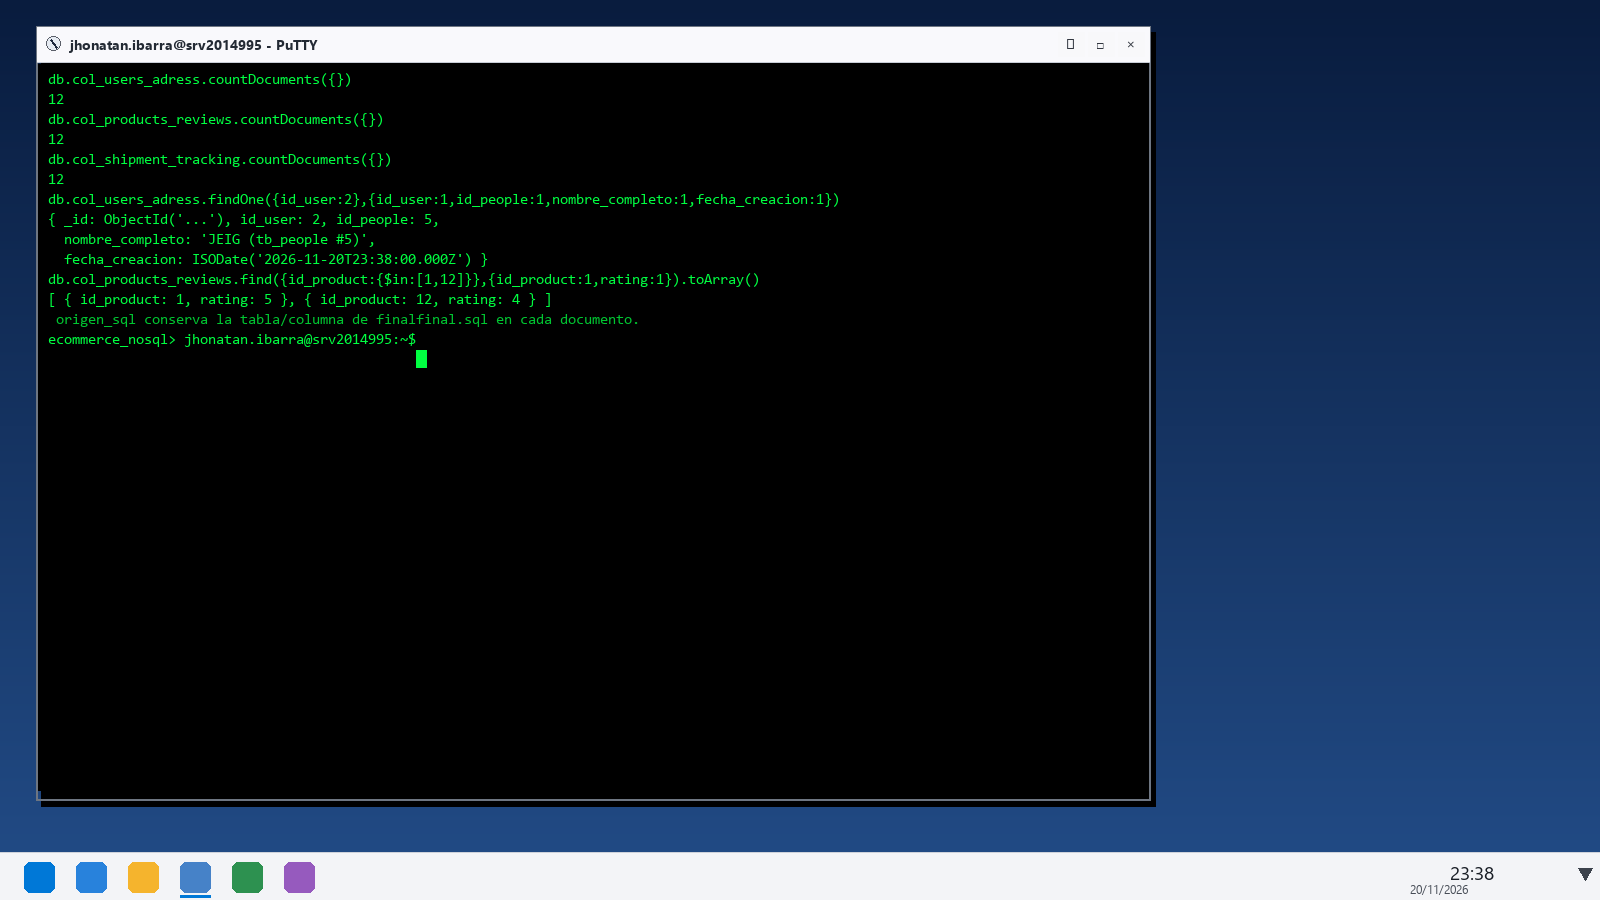 jhonatan.ibarra@srv2014995 - PuTTY
db.col_users_adress.countDocuments({})
12
db.col_products_reviews.countDocuments({})
12
db.col_shipment_tracking.countDocuments({})
12
db.col_users_adress.findOne({id_user:2},{id_user:1,id_people:1,nombre_completo:1,fecha_creacion:1})
{ _id: ObjectId('...'), id_user: 2, id_people: 5,
  nombre_completo: 'JEIG (tb_people #5)',
  fecha_creacion: ISODate('2026-11-20T23:38:00.000Z') }
db.col_products_reviews.find({id_product:{$in:[1,12]}},{id_product:1,rating:1}).toArray()
[ { id_product: 1, rating: 5 }, { id_product: 12, rating: 4 } ]
 origen_sql conserva la tabla/columna de finalfinal.sql en cada documento.
ecommerce_nosql> jhonatan.ibarra@srv2014995:~$
23:38
20/11/2026